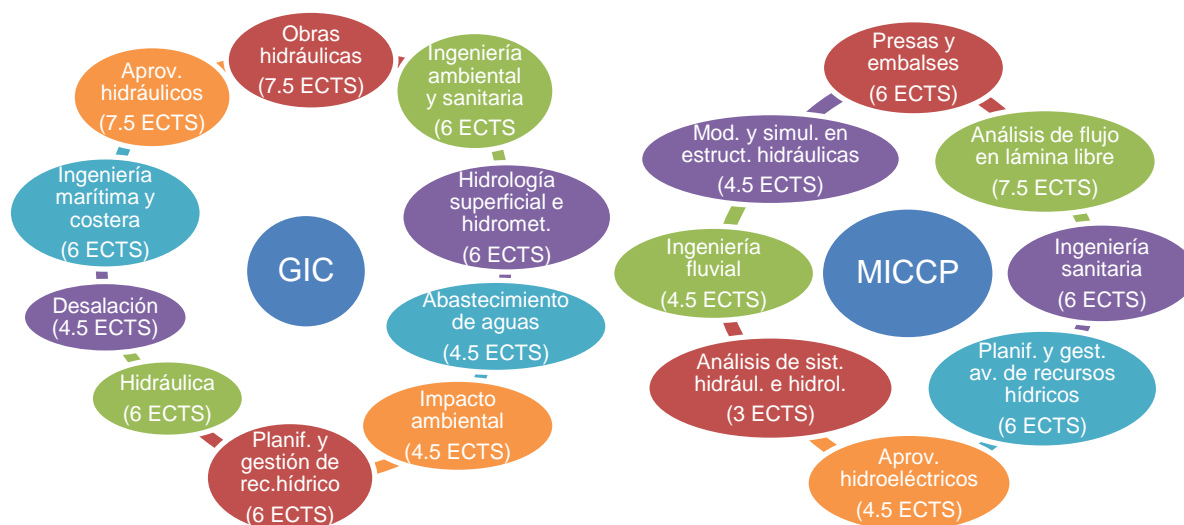 Obras
hidráulicas
(7.5 ECTS)
Ingeniería
ambiental
y sanitaria
(6 ECTS
Hidrología
superficial e
hidromet.
(6 ECTS)
Abastecimiento
de aguas
(4.5 ECTS)
Impacto
ambiental
(4.5 ECTS)
Planif. y
gestión de
rec.hídrico
(6 ECTS)
Hidráulica
(6 ECTS)
Desalación
(4.5 ECTS)
Ingeniería
marítima y
costera
(6 ECTS)
Aprov.
hidráulicos
(7.5 ECTS)
GIC
Presas y
embalses
(6 ECTS)
Análisis de flujo
en lámina libre
(7.5 ECTS)
Ingeniería
sanitaria
(6 ECTS)
Planif. y gest.
av. de recursos
hídricos
(6 ECTS)
Aprov.
hidroeléctricos
(4.5 ECTS)
Análisis de sist.
hidrául. e hidrol.
(3 ECTS)
Ingeniería
fluvial
(4.5 ECTS)
Mod. y simul. en
estruct. hidráulicas
(4.5 ECTS)
MICCP